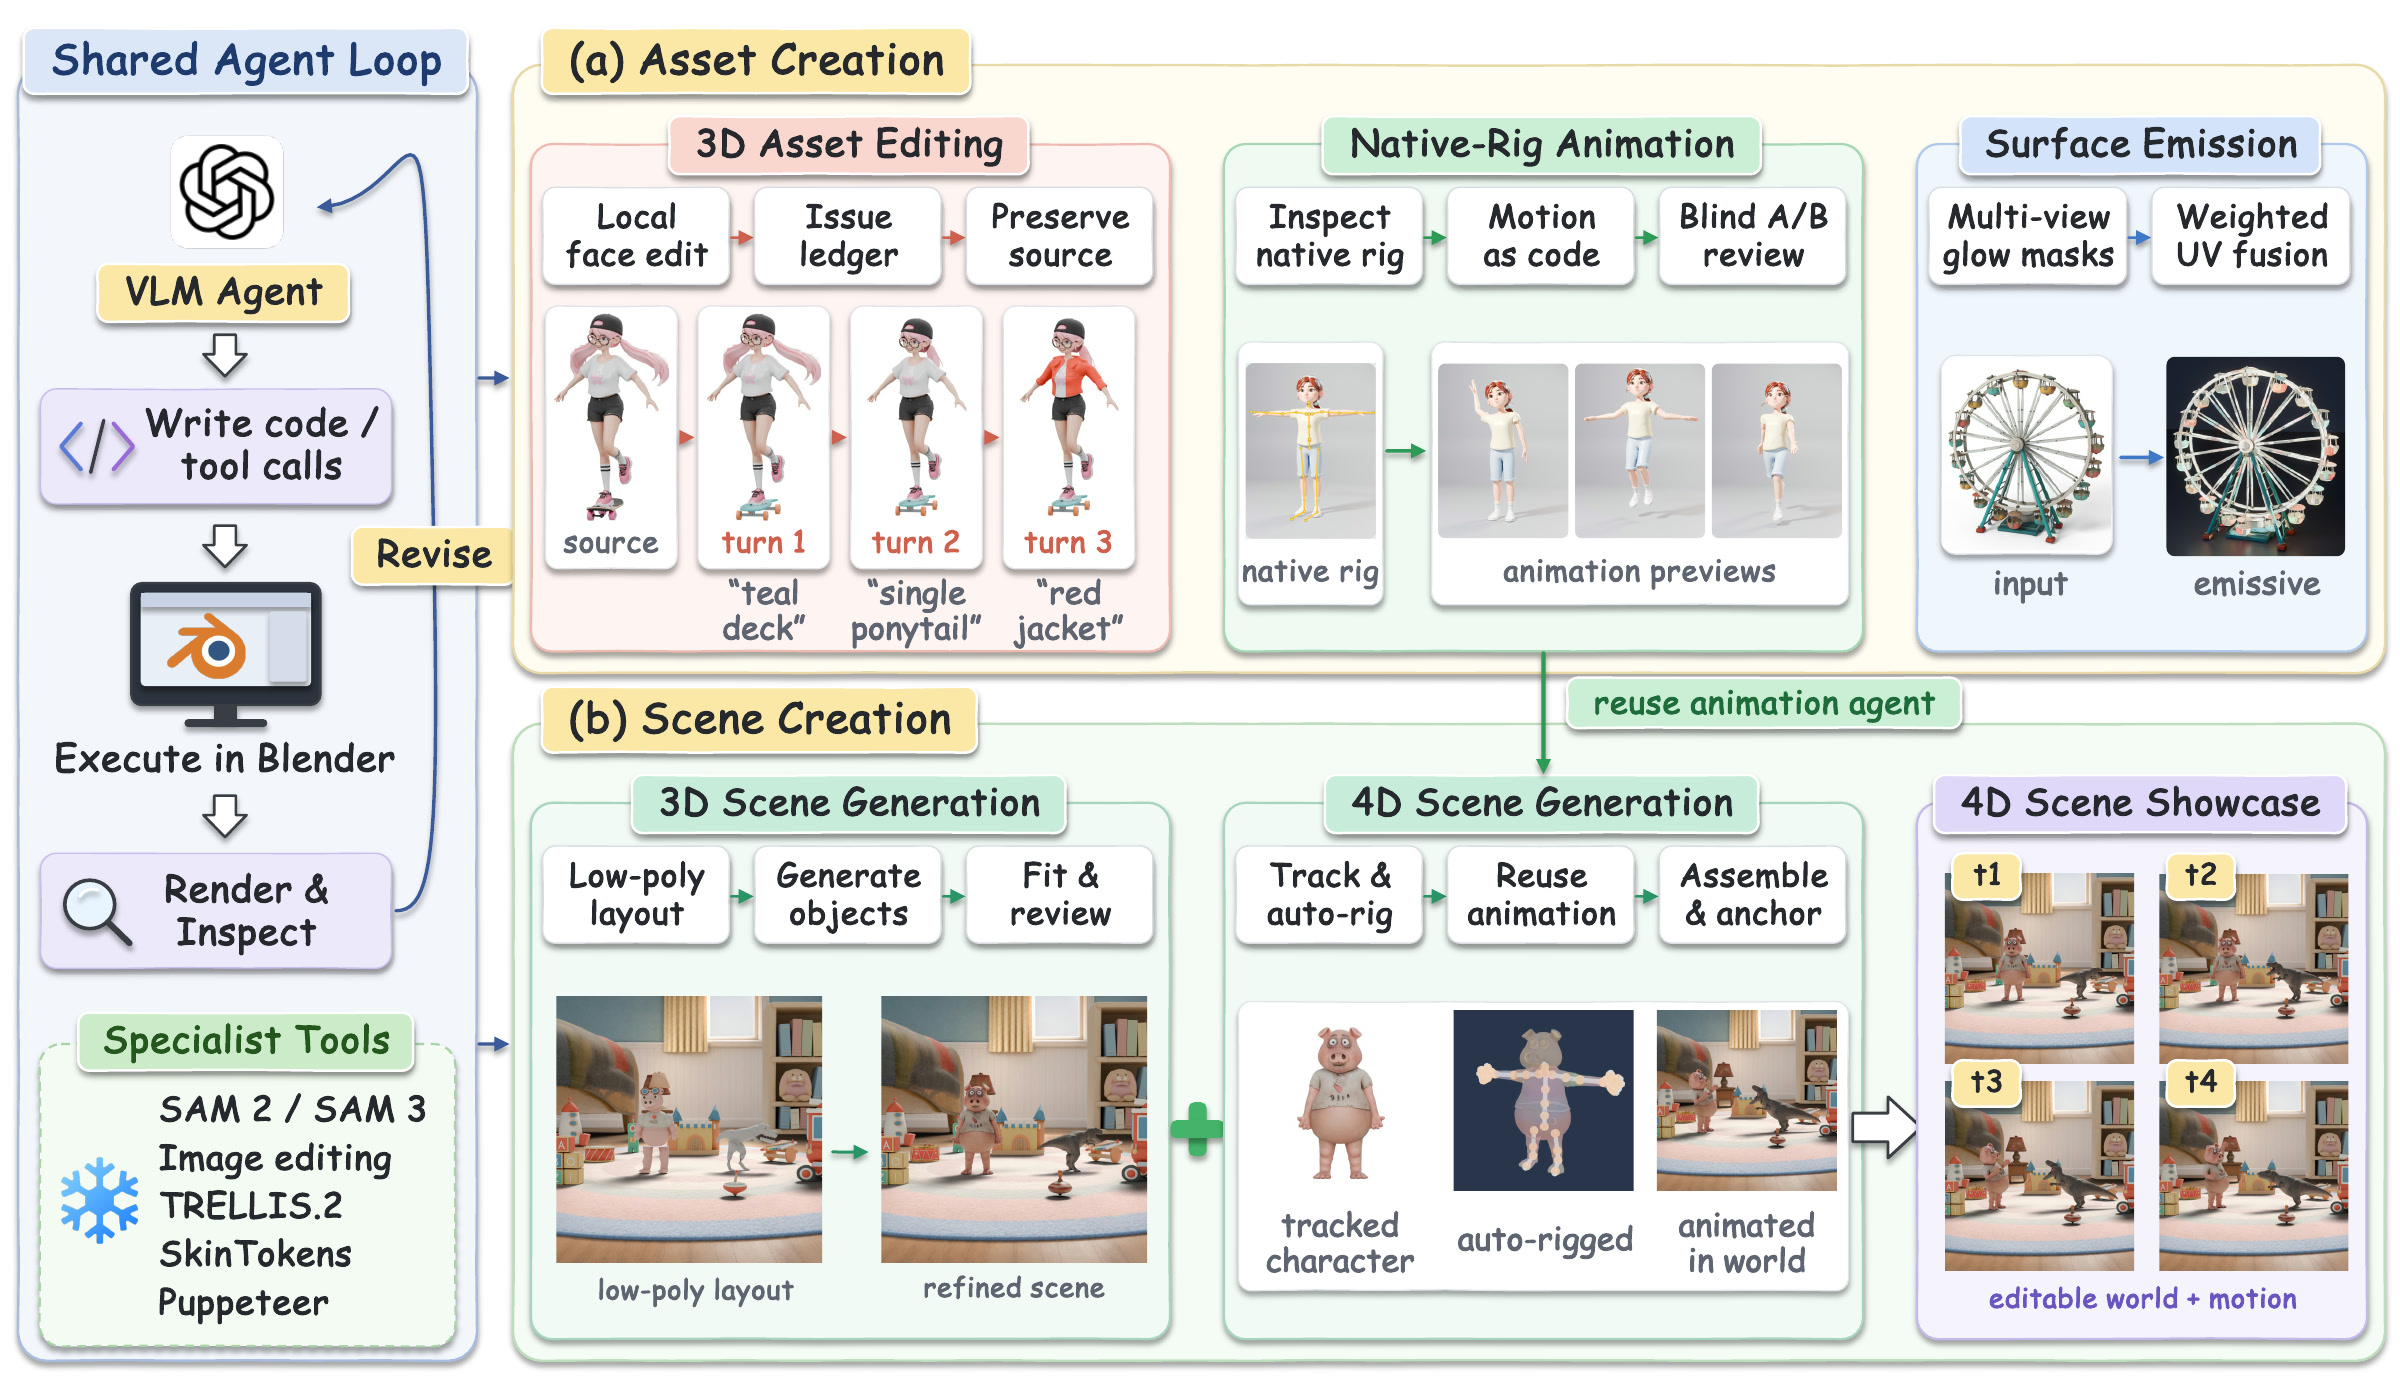 Shared Agent Loop
VLM Agent
Write code /
tool calls
Revise
Execute in Blender
Render &
Inspect
Specialist Tools
SAM 2 / SAM 3
Image editing
TRELLIS.2
SkinTokens
Puppeteer
(a) Asset Creation
3D Asset Editing
Local
face edit
Issue
ledger
Preserve
source
source
turn 1
turn 2
turn 3
“teal
deck”
“single
ponytail”
“red
jacket”
Native-Rig Animation
Inspect
native rig
Motion
as code
Blind A/B
review
native rig
animation previews
Surface Emission
Multi-view
glow masks
Weighted
UV fusion
input
emissive
reuse animation agent
(b) Scene Creation
3D Scene Generation
Low-poly
layout
Generate
objects
Fit &
review
low-poly layout
refined scene
4D Scene Generation
Track &
auto-rig
Reuse
animation
Assemble
& anchor
tracked
character
auto-rigged
animated
in world
4D Scene Showcase
t1
t2
t3
t4
editable world + motion